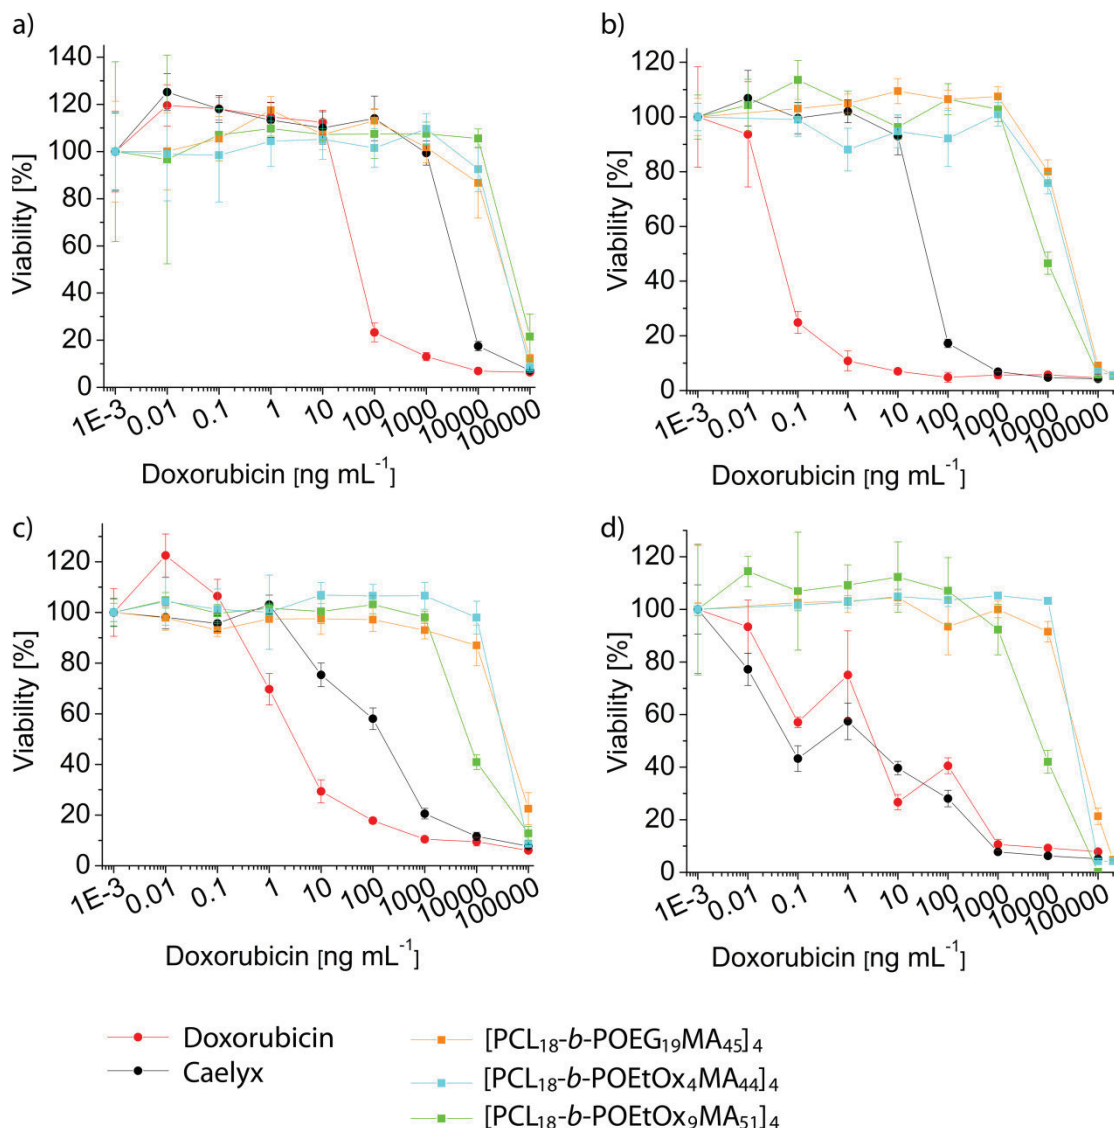 a)
Viability [%]
140
120
100
80
60
40
20
0
1E-3 0.01 0.1 1 10 100 1000 10000 100000
Doxorubicin [ng mL⁻¹]
b)
Viability [%]
120
100
80
60
40
20
0
1E-3 0.01 0.1 1 10 100 1000 10000 100000
Doxorubicin [ng mL⁻¹]
c)
Viability [%]
120
100
80
60
40
20
0
1E-3 0.01 0.1 1 10 100 1000 10000 100000
Doxorubicin [ng mL⁻¹]
d)
Viability [%]
120
100
80
60
40
20
0
1E-3 0.01 0.1 1 10 100 1000 10000 100000
Doxorubicin [ng mL⁻¹]
Doxorubicin
Caelyx
[PCL₁₈-b-POEG₁₉MA₄₅]₄
[PCL₁₈-b-POEtOx₄MA₄₄]₄
[PCL₁₈-b-POEtOx₉MA₅₁]₄